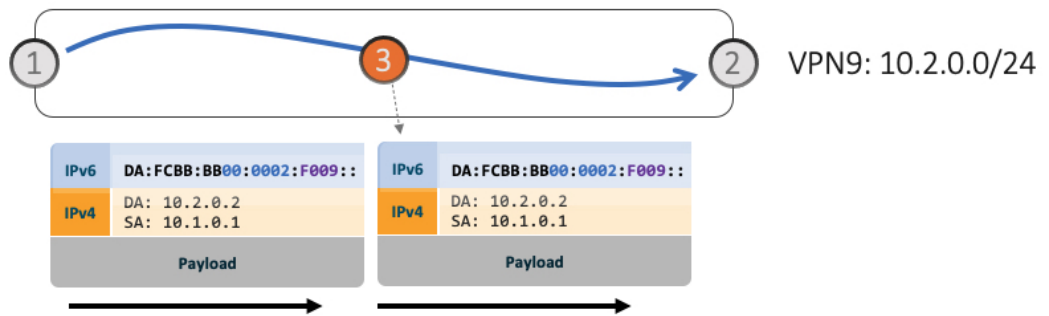 1
3
2
VPN9: 10.2.0.0/24
IPv6
DA:FCBB:BB00:0002:F009::
IPv4
DA: 10.2.0.2
SA: 10.1.0.1
Payload
IPv6
DA:FCBB:BB00:0002:F009::
IPv4
DA: 10.2.0.2
SA: 10.1.0.1
Payload